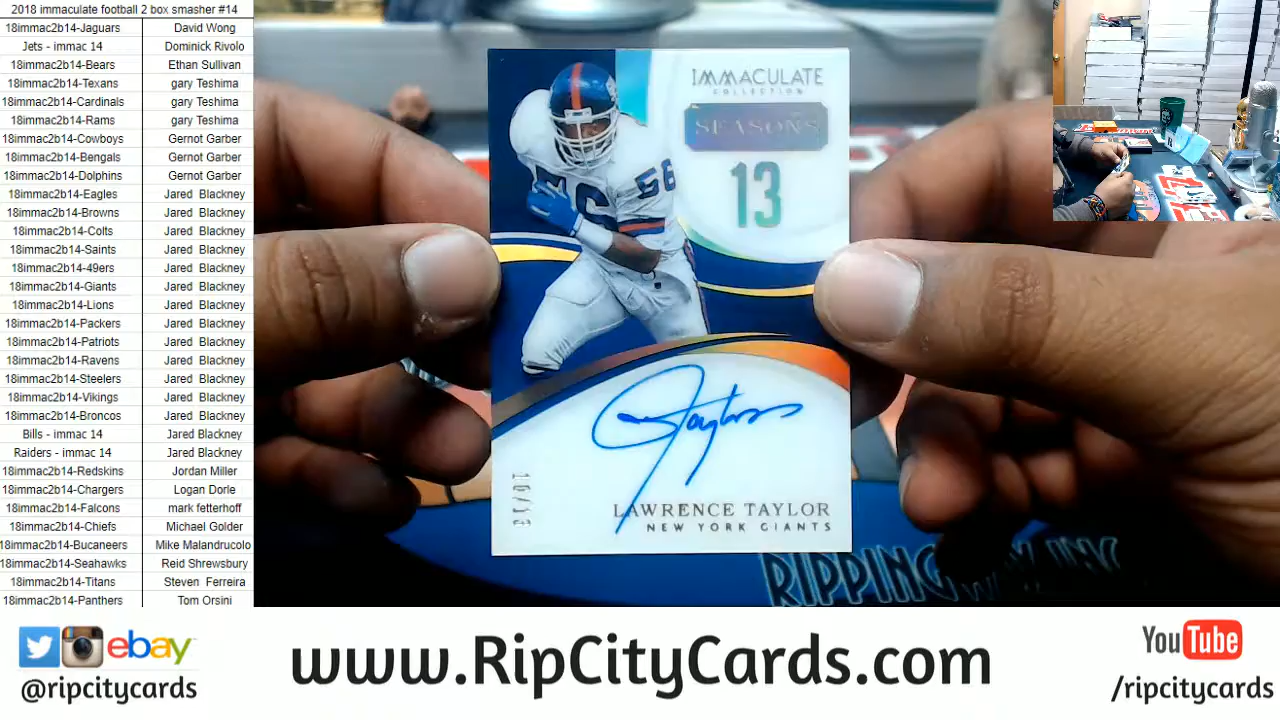 2018 immaculate football 2 box smasher #14
18immac2b14-Jaguars David Wong
Jets - immac 14 Dominick Rivolo
18immac2b14-Bears Ethan Sullivan
18immac2b14-Texans gary Teshima
18immac2b14-Cardinals gary Teshima
18immac2b14-Rams gary Teshima
18immac2b14-Cowboys Gernot Garber
18immac2b14-Bengals Gernot Garber
18immac2b14-Dolphins Gernot Garber
18immac2b14-Eagles Jared Blackney
18immac2b14-Browns Jared Blackney
18immac2b14-Colts Jared Blackney
18immac2b14-Saints Jared Blackney
18immac2b14-49ers Jared Blackney
18immac2b14-Giants Jared Blackney
18immac2b14-Lions Jared Blackney
18immac2b14-Packers Jared Blackney
18immac2b14-Patriots Jared Blackney
18immac2b14-Ravens Jared Blackney
18immac2b14-Steelers Jared Blackney
18immac2b14-Vikings Jared Blackney
18immac2b14-Broncos Jared Blackney
Bills - immac 14 Jared Blackney
Raiders - immac 14 Jared Blackney
18immac2b14-Redskins Jordan Miller
18immac2b14-Chargers Logan Dorle
18immac2b14-Falcons mark fetterhoff
18immac2b14-Chiefs Michael Golder
18immac2b14-Bucaneers Mike Malandrucolo
18immac2b14-Seahawks Reid Shrewsbury
18immac2b14-Titans Steven Ferreira
18immac2b14-Panthers Tom Orsini
IMMACULATE
COLLECTION
SEASONS
13
56
56
10/13
LAWRENCE TAYLOR
NEW YORK GIANTS
RIPPING
ebay
@ripcitycards
www.RipCityCards.com
YouTube
/ripcitycards